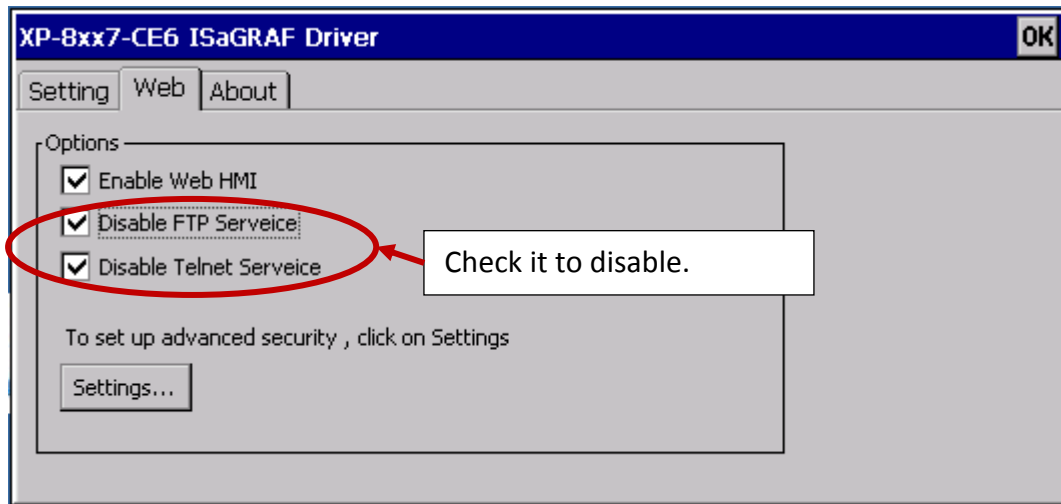 XP-8xx7-CE6 ISaGRAF Driver
OK
Setting Web About
Options
Enable Web HMI
Disable FTP Serveice
Disable Telnet Serveice
Check it to disable.
To set up advanced security , click on Settings
Settings...